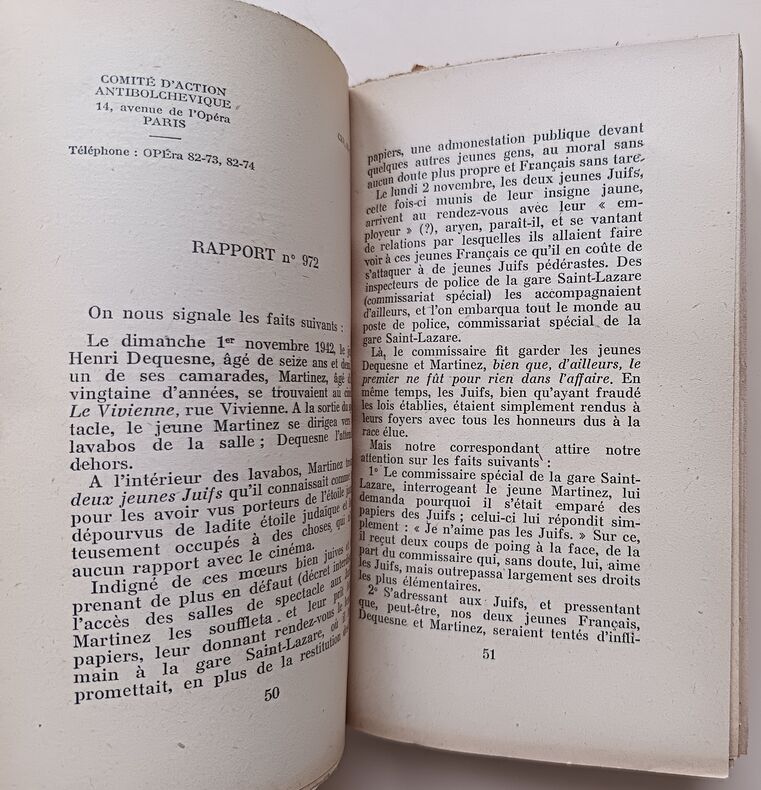 COMITÉ D'ACTION
ANTIBOLCHEVIQUE
14, avenue de l'Opéra
PARIS
Téléphone : OPÉra 82-73, 82-74
RAPPORT n° 972
On nous signale les faits suivants :
Le dimanche 1er novembre 1942, le j
Henri Dequesne, âgé de seize ans et dem
un de ses camarades, Martinez, âgé d
vingtaine d'années, se trouvaient au ci
Le Vivienne, rue Vivienne. A la sortie du
tacle, le jeune Martinez se dirigea ver
lavabos de la salle ; Dequesne l'atten
dehors.
A l'intérieur des lavabos, Martinez tro
deux jeunes Juifs qu'il connaissait comm
pour les avoir vus porteurs de l'étoile ja
dépourvus de ladite étoile judaïque et
teusement occupés à des choses, qui
aucun rapport avec le cinéma.
Indigné de ces mœurs bien juives et
prenant de plus en défaut (décret interd
l'accès des salles de spectacle aux
Martinez les souffleta et leur prit
papiers, leur donnant rendez-vous le
main à la gare Saint-Lazare, où il
promettait, en plus de la restitution de
50
papiers, une admonestation publique devant
quelques autres jeunes gens, au moral sans
aucun doute plus propre et Français sans tare.
Le lundi 2 novembre, les deux jeunes Juifs,
cette fois-ci munis de leur insigne jaune,
arrivent au rendez-vous avec leur « em-
ployeur » (?), aryen, paraît-il, et se vantant
de relations par lesquelles ils allaient faire
voir à ces jeunes Français ce qu'il en coûte de
s'attaquer à de jeunes Juifs pédérastes. Des
inspecteurs de police de la gare Saint-Lazare
(commissariat spécial) les accompagnaient
d'ailleurs, et l'on embarqua tout le monde au
poste de police, commissariat spécial de la
gare Saint-Lazare.
Là, le commissaire fit garder les jeunes
Dequesne et Martinez, bien que, d'ailleurs, le
premier ne fût pour rien dans l'affaire. En
même temps, les Juifs, bien qu'ayant fraudé
les lois établies, étaient simplement rendus à
leurs foyers avec tous les honneurs dus à la
race élue.
Mais notre correspondant attire notre
attention sur les faits suivants :
1° Le commissaire spécial de la gare Saint-
Lazare, interrogeant le jeune Martinez, lui
demanda pourquoi il s'était emparé des
papiers des Juifs ; celui-ci lui répondit sim-
plement : « Je n'aime pas les Juifs. » Sur ce,
il reçut deux coups de poing à la face, de la
part du commissaire qui, sans doute, lui, aime
les Juifs, mais outrepassa largement ses droits
les plus élémentaires.
2° S'adressant aux Juifs, et pressentant
que, peut-être, nos deux jeunes Français,
Dequesne et Martinez, seraient tentés d'infli-
51